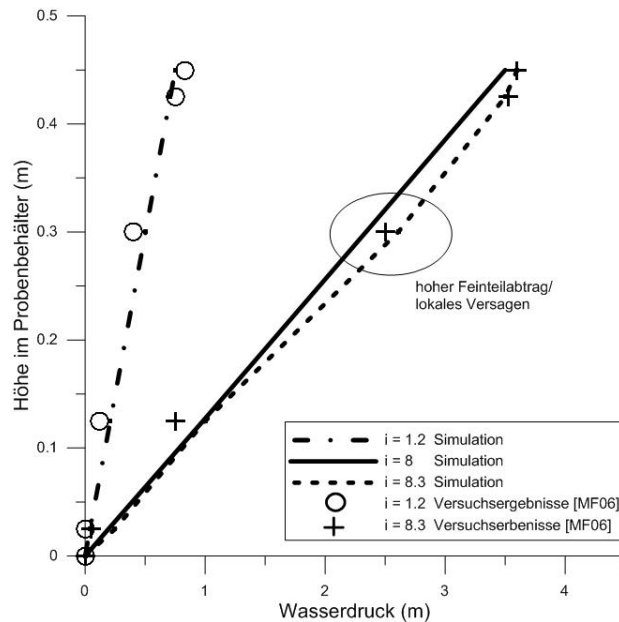 0.5
0.4
0.3
0.2
0.1
0
Höhe im Probenbehälter (m)
hoher Feinteilabtrag/
lokales Versagen
i = 1.2 Simulation
i = 8 Simulation
i = 8.3 Simulation
i = 1.2 Versuchsergebnisse [MF06]
i = 8.3 Versuchserbenisse [MF06]
0 1 2 3 4
Wasserdruck (m)